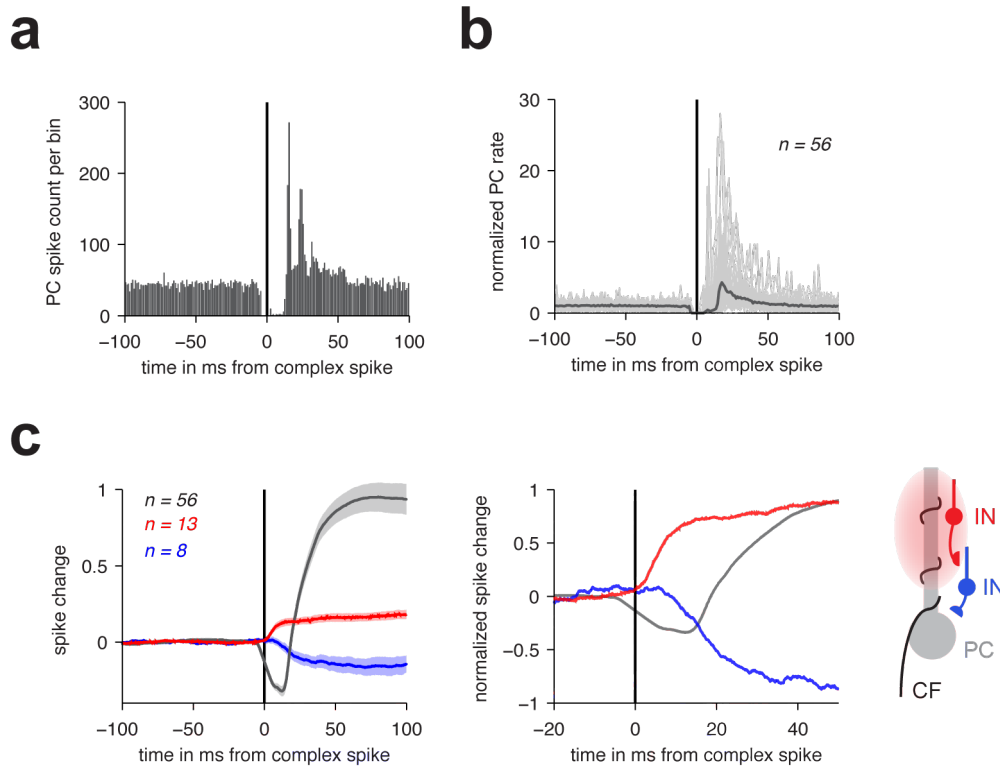 a
PC spike count per bin
300
200
100
0
−100
−50
0
50
100
time in ms from complex spike
b
normalized PC rate
30
20
10
0
n = 56
−100
−50
0
50
100
time in ms from complex spike
c
spike change
1
0.5
0
n = 56
n = 13
n = 8
−100
−50
0
50
100
time in ms from complex spike
normalized spike change
1
0.5
0
−0.5
−1
−20
0
20
40
time in ms from complex spike
IN
IN
PC
CF